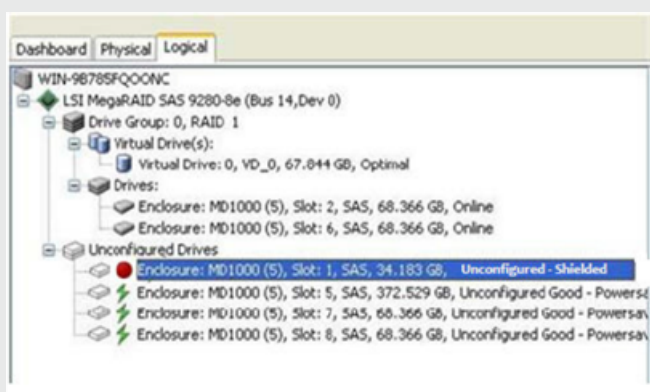 Dashboard Physical Logical
WIN-9B785FQOONC
LSI MegaRAID SAS 9280-8e (Bus 14,Dev 0)
Drive Group: 0, RAID 1
Virtual Drive(s):
Virtual Drive: 0, VD_0, 67.844 GB, Optimal
Drives:
Enclosure: MD1000 (5), Slot: 2, SAS, 68.366 GB, Online
Enclosure: MD1000 (5), Slot: 6, SAS, 68.366 GB, Online
Unconfigured Drives
Enclosure: MD1000 (5), Slot: 1, SAS, 34.183 GB, Unconfigured - Shielded
Enclosure: MD1000 (5), Slot: 5, SAS, 372.529 GB, Unconfigured Good - Powersa
Enclosure: MD1000 (5), Slot: 7, SAS, 68.366 GB, Unconfigured Good - Powersav
Enclosure: MD1000 (5), Slot: 8, SAS, 68.366 GB, Unconfigured Good - Powersav